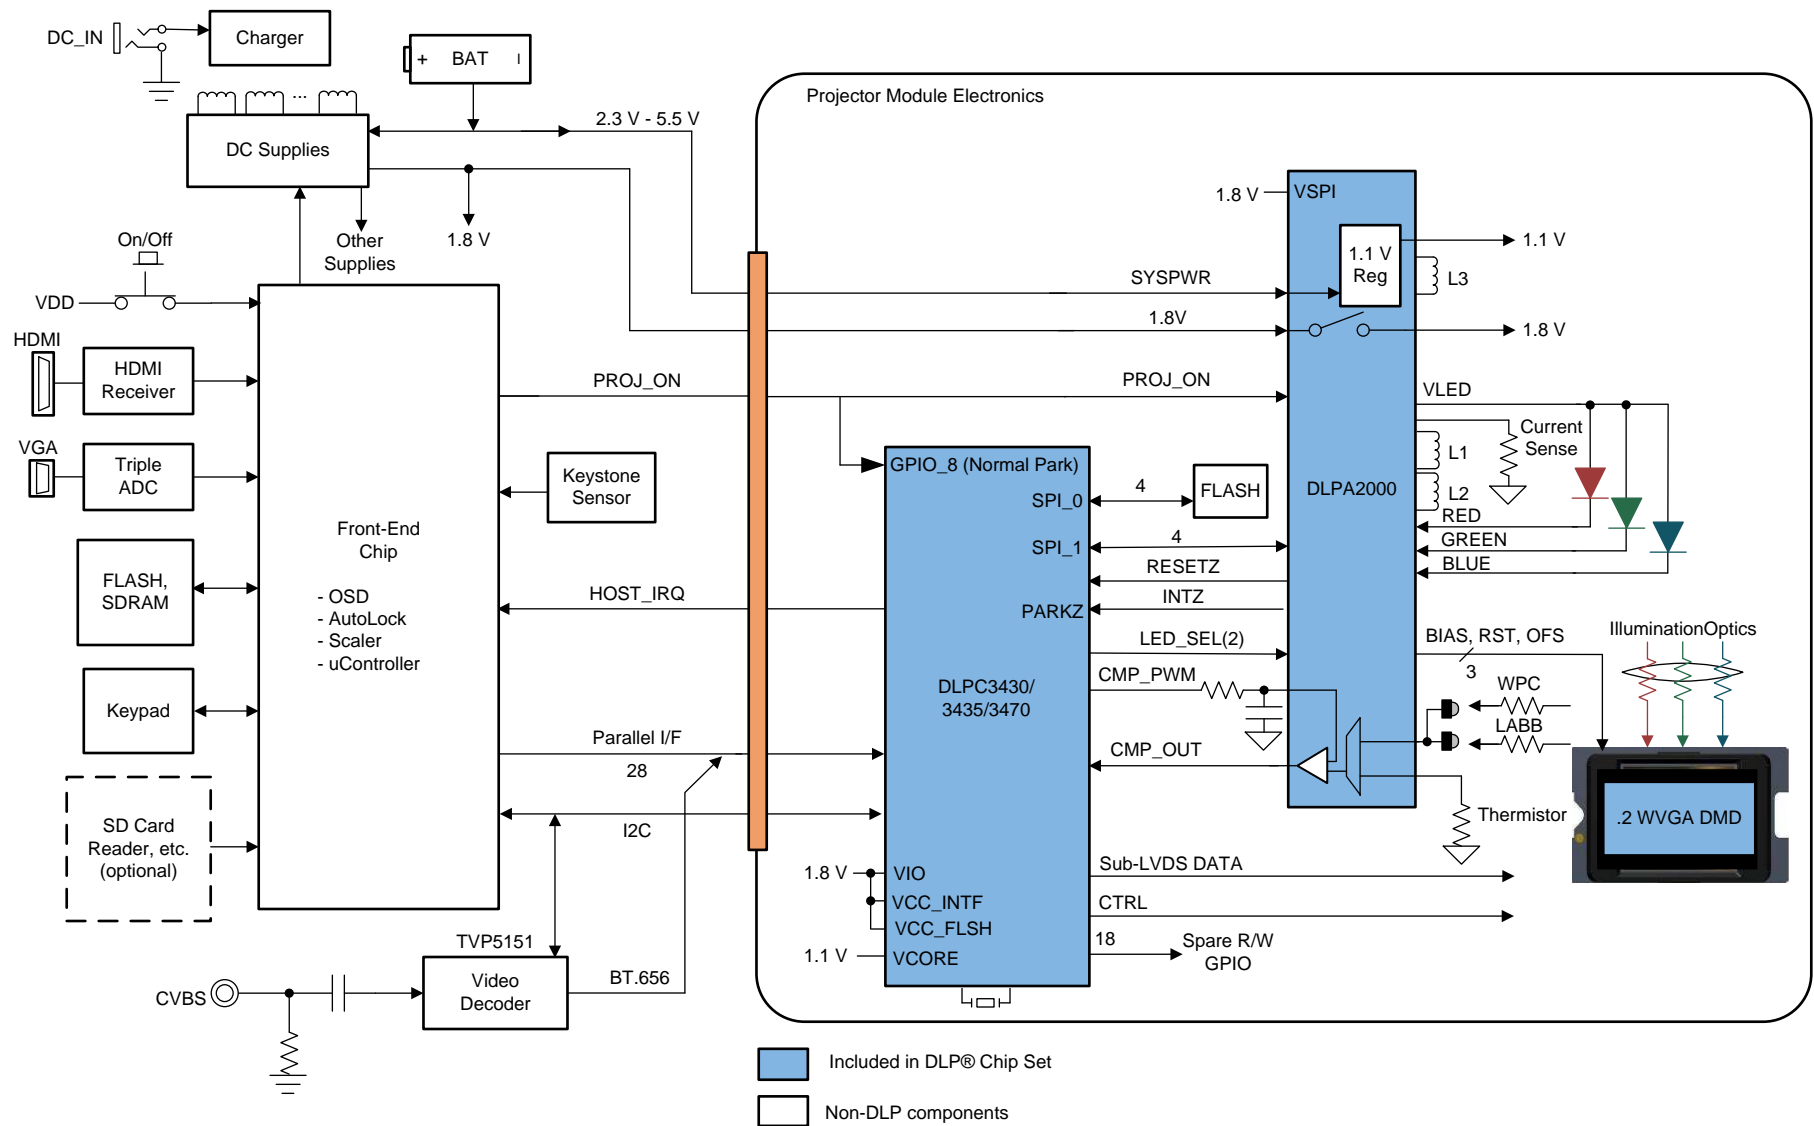 DC_IN
Charger
+ BAT −
Projector Module Electronics
2.3 V - 5.5 V
...
DC Supplies
1.8 V
VSPI
On/Off
Other
Supplies
1.8 V
1.1 V
Reg
1.1 V
L3
VDD
SYSPWR
1.8V
1.8 V
HDMI
HDMI
Receiver
PROJ_ON
PROJ_ON
VLED
Current
Sense
VGA
Triple
ADC
Keystone
Sensor
GPIO_8 (Normal Park)
SPI_0
4
FLASH
DLPA2000
L1
L2
RED
GREEN
BLUE
Front-End
Chip
- OSD
- AutoLock
- Scaler
- uController
SPI_1
4
RESETZ
INTZ
PARKZ
FLASH,
SDRAM
HOST_IRQ
LED_SEL(2)
BIAS, RST, OFS
3
IlluminationOptics
Keypad
DLPC3430/
3435/3470
CMP_PWM
WPC
LABB
Parallel I/F
28
CMP_OUT
SD Card
Reader, etc.
(optional)
I2C
Thermistor
.2 WVGA DMD
1.8 V
VIO
VCC_INTF
VCC_FLSH
1.1 V
VCORE
Sub-LVDS DATA
CTRL
18
Spare R/W
GPIO
TVP5151
Video
Decoder
BT.656
CVBS
Included in DLP® Chip Set
Non-DLP components